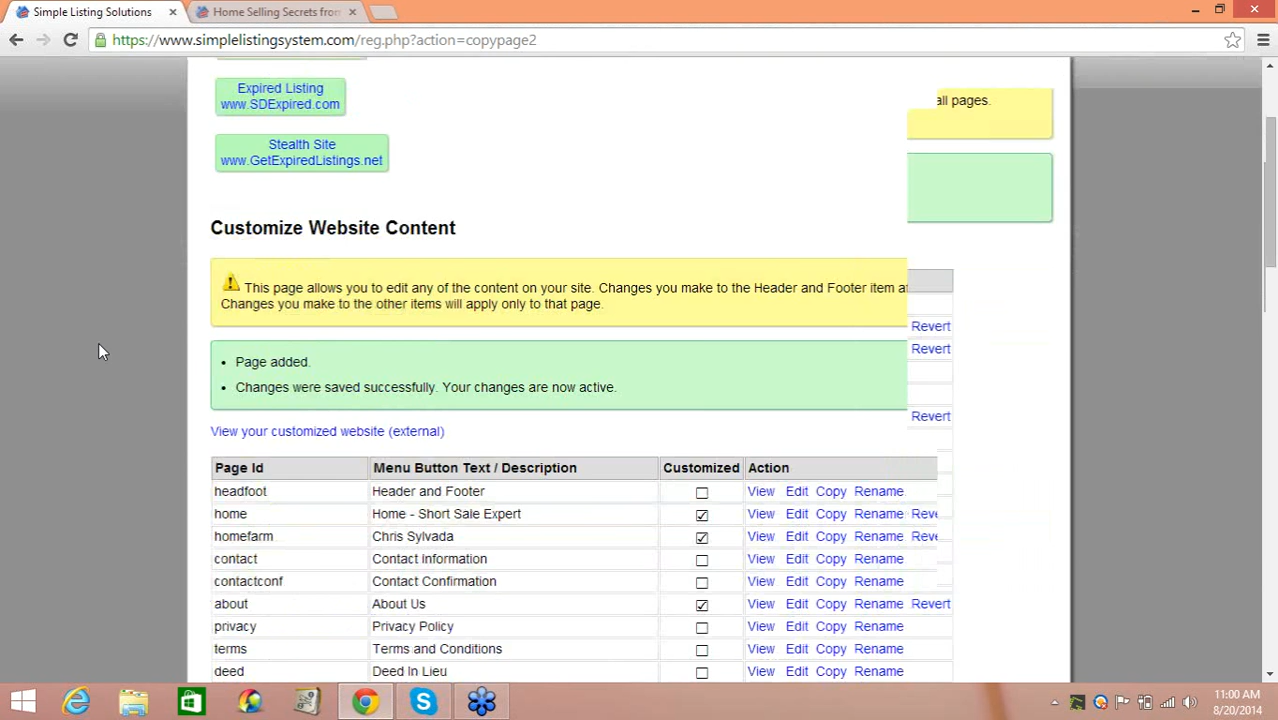 Simple Listing Solutions
Home Selling Secrets from
https://www.simplelistingsystem.com/reg.php?action=copypage2
Expired Listing
www.SDExpired.com
all pages.
Stealth Site
www.GetExpiredListings.net
Customize Website Content
This page allows you to edit any of the content on your site. Changes you make to the Header and Footer item
Changes you make to the other items will apply only to that page.
Revert
Revert
Page added.
Changes were saved successfully. Your changes are now active.
Revert
View your customized website (external)
Page Id Menu Button Text / Description Customized Action
headfoot Header and Footer View Edit Copy Rename
home Home - Short Sale Expert View Edit Copy Rename Reve
homefarm Chris Sylvada View Edit Copy Rename Reve
contact Contact Information View Edit Copy Rename
contactconf Contact Confirmation View Edit Copy Rename
about About Us View Edit Copy Rename Revert
privacy Privacy Policy View Edit Copy Rename
terms Terms and Conditions View Edit Copy Rename
deed Deed In Lieu View Edit Copy Rename
11:00 AM
8/20/2014